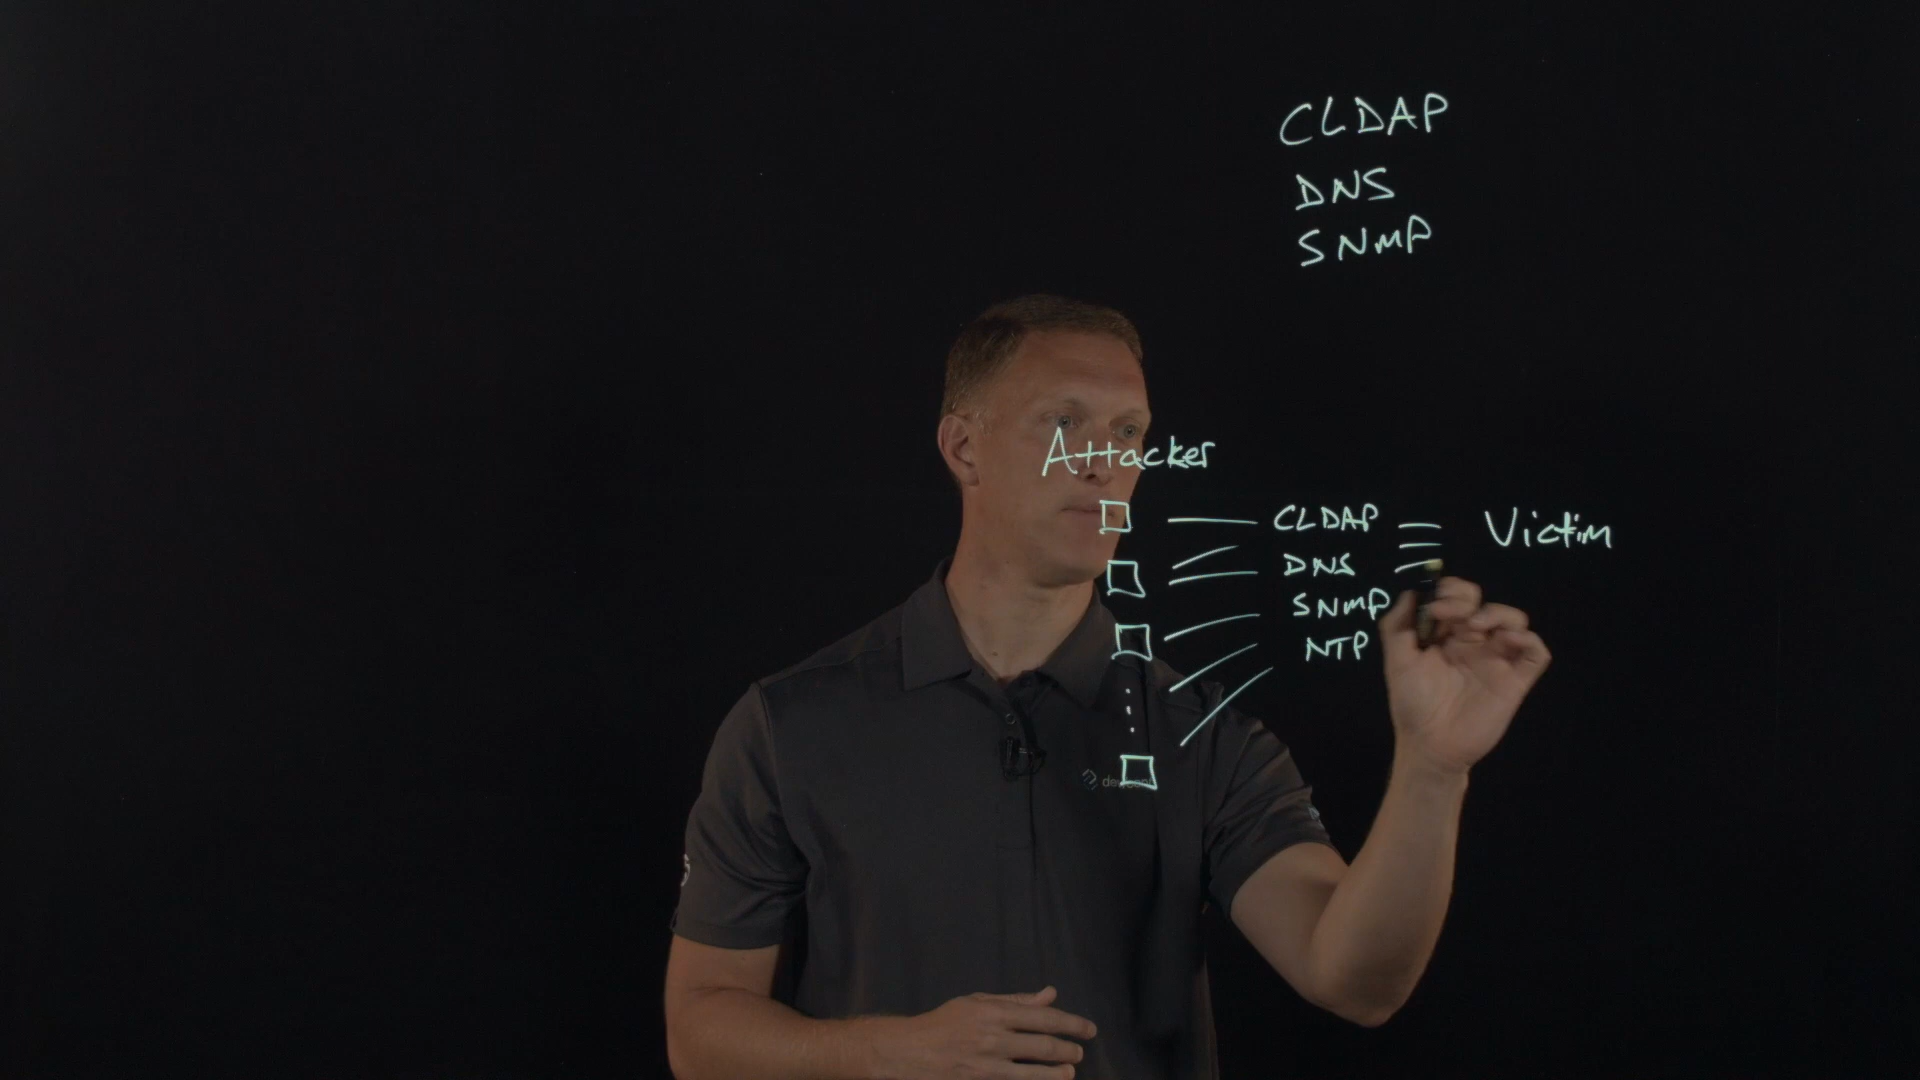 CLDAP
DNS
SNMP
Attacker
CLDAP
Victim
DNS
SNMP
NTP